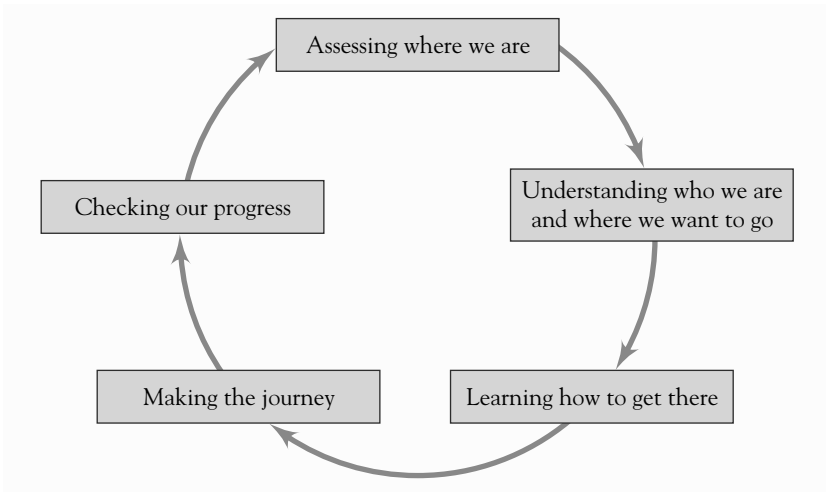 Assessing where we are
Understanding who we are
and where we want to go
Learning how to get there
Making the journey
Checking our progress